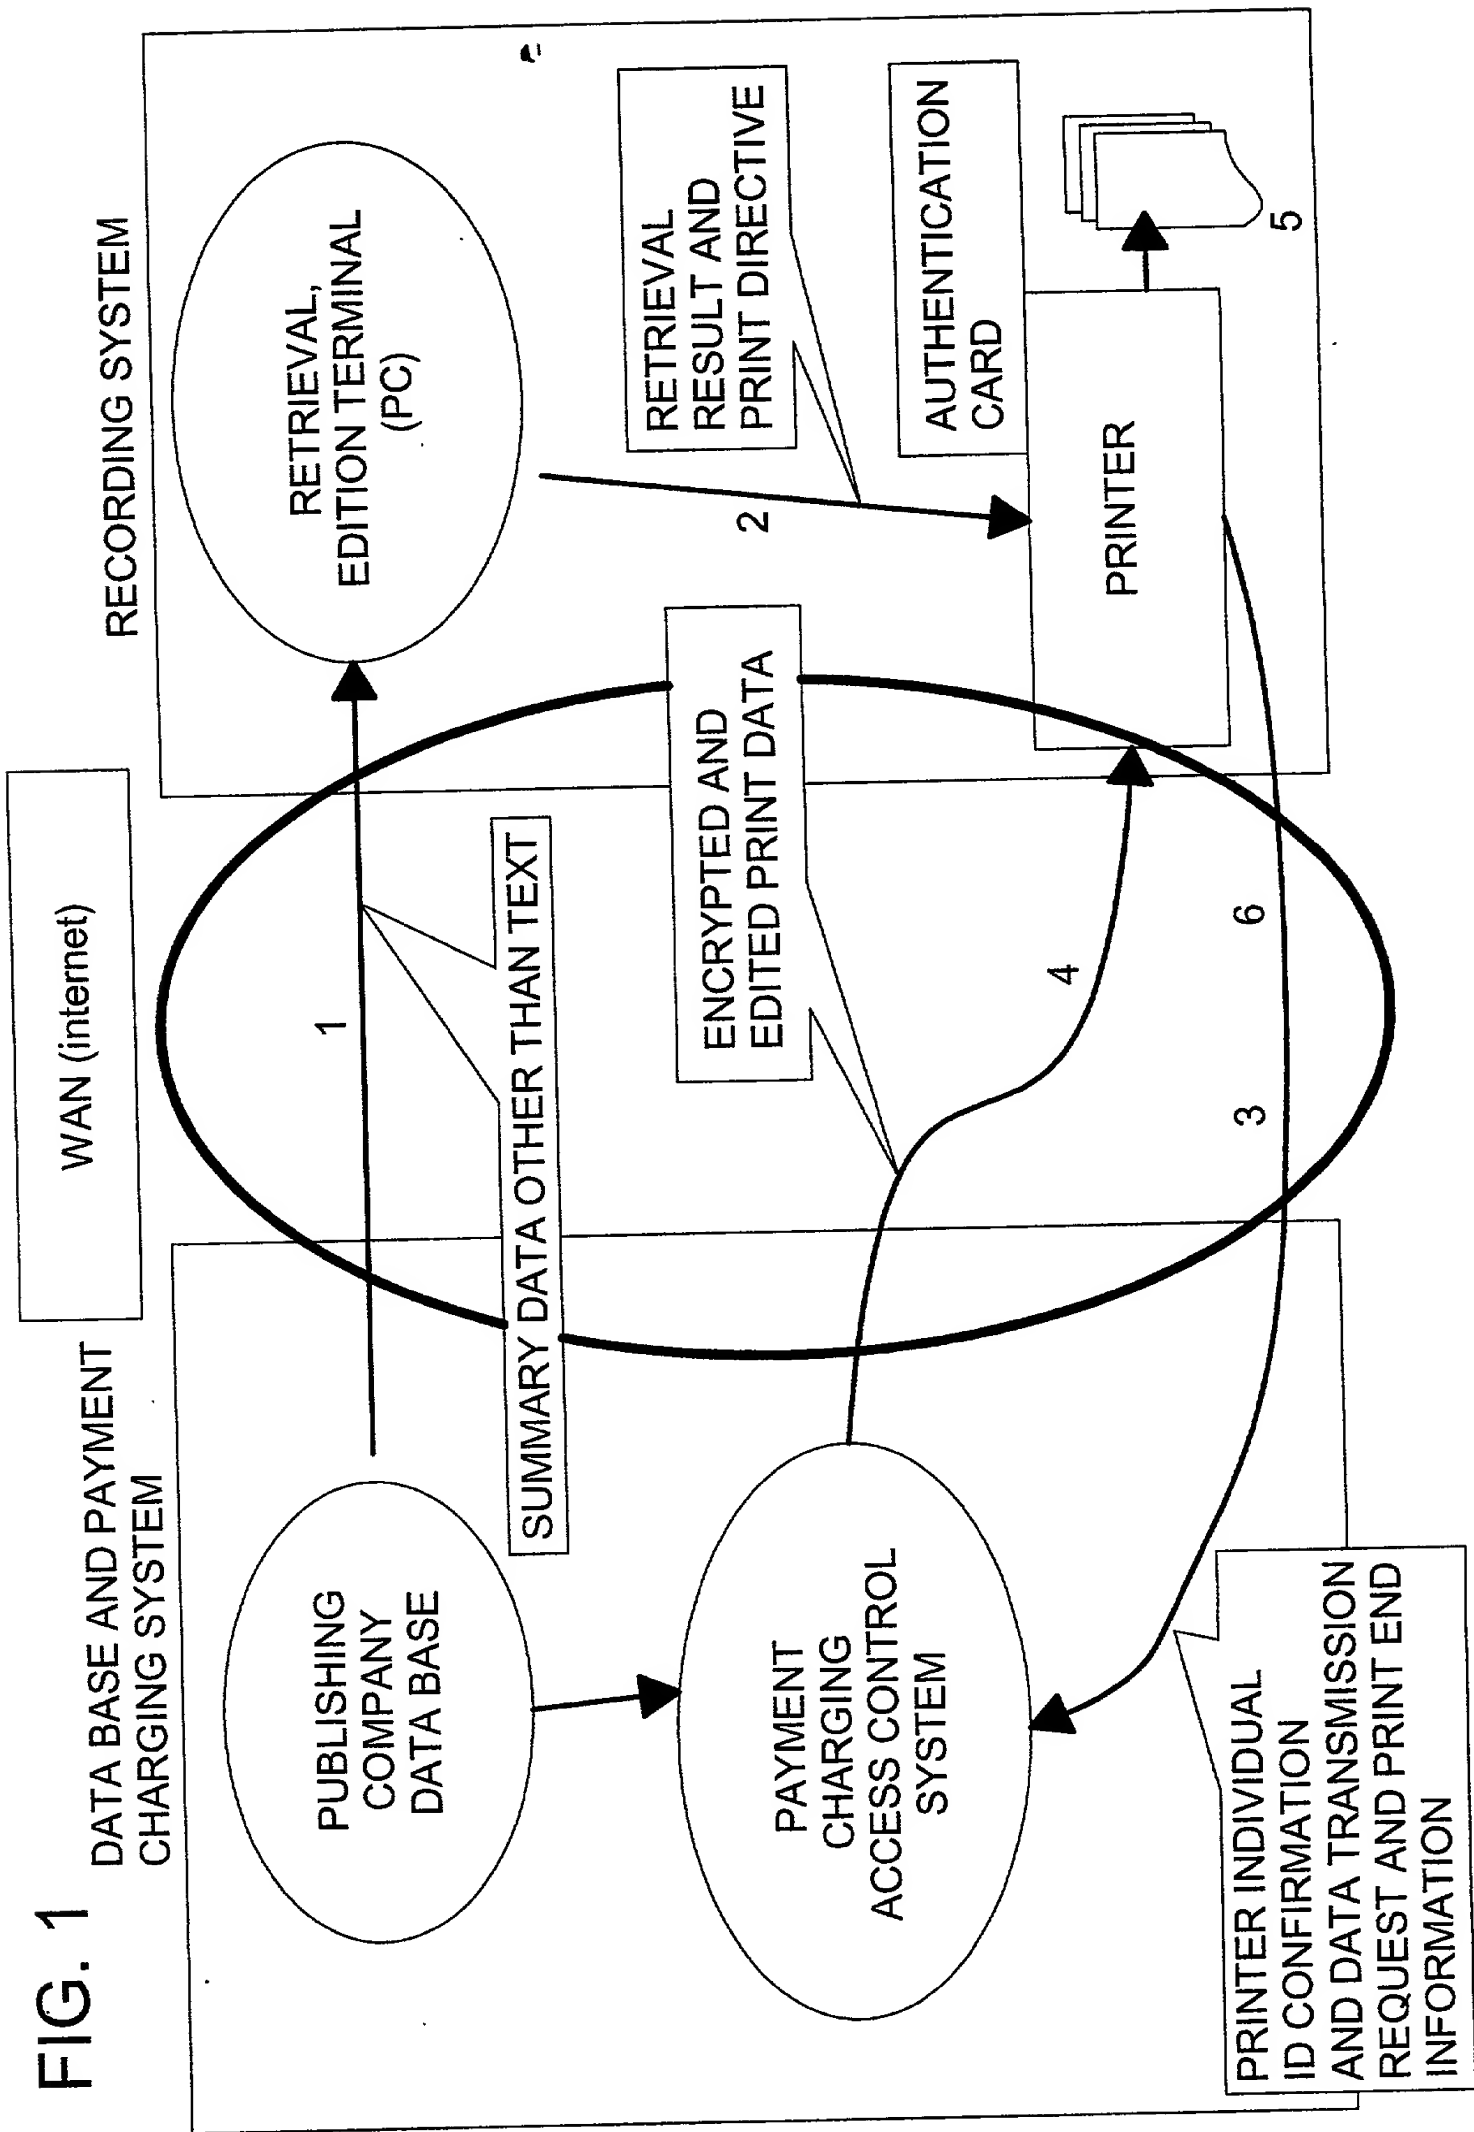 FIG. 1
DATA BASE AND PAYMENT
CHARGING SYSTEM
WAN (internet)
RECORDING SYSTEM
PUBLISHING
COMPANY
DATA BASE
1
RETRIEVAL,
EDITION TERMINAL
(PC)
SUMMARY DATA OTHER THAN TEXT
RETRIEVAL
RESULT AND
PRINT DIRECTIVE
2
ENCRYPTED AND
EDITED PRINT DATA
PAYMENT
CHARGING
ACCESS CONTROL
SYSTEM
4
AUTHENTICATION
CARD
PRINTER
5
3
6
PRINTER INDIVIDUAL
ID CONFIRMATION
AND DATA TRANSMISSION
REQUEST AND PRINT END
INFORMATION